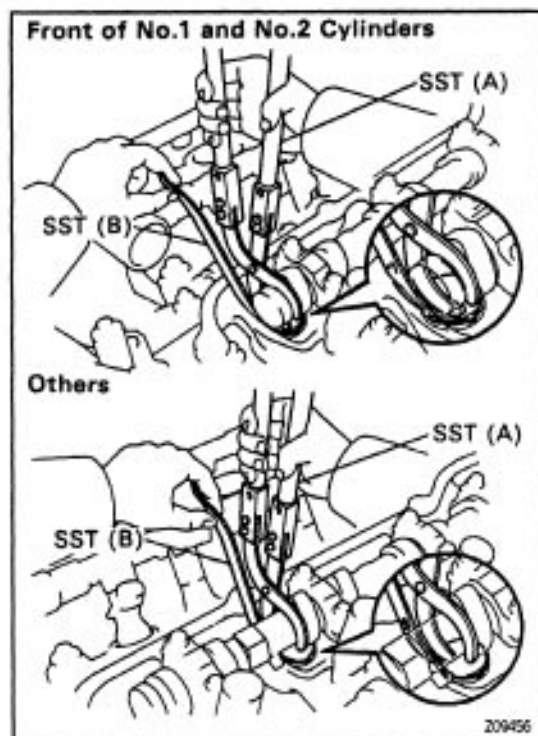 Front of No.1 and No.2 Cylinders
SST (A)
SST (B)
Others
SST (A)
SST (B)
Z09456